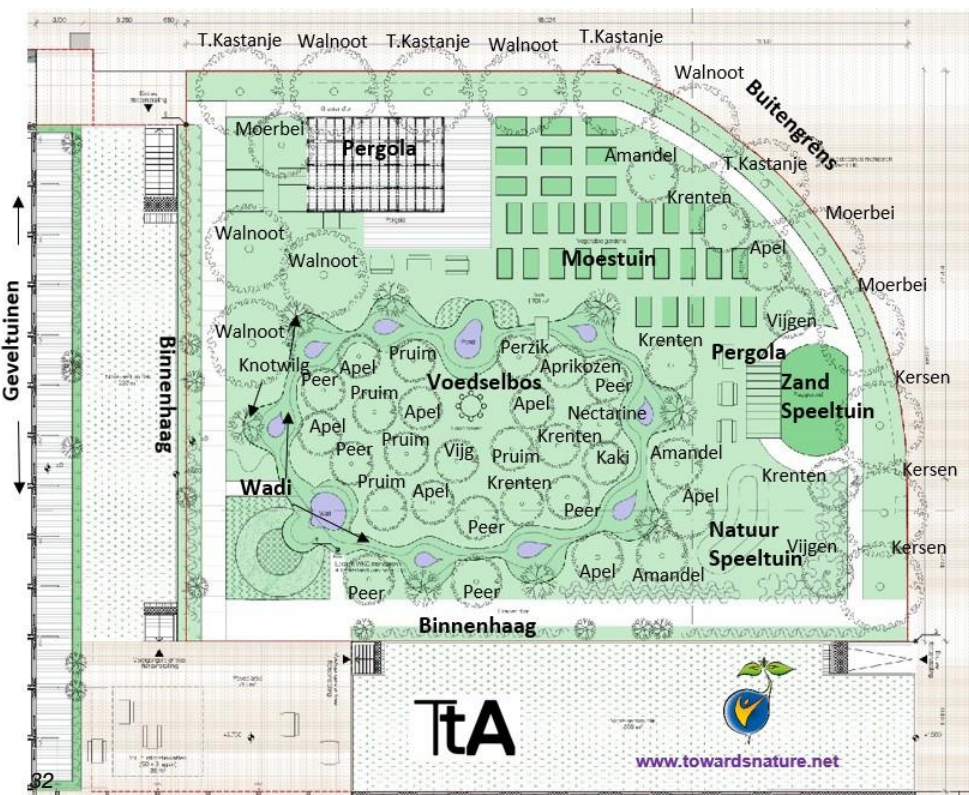 T.Kastanje
Walnoot
T.Kastanje
Walnoot
T.Kastanje
Walnoot
Buitengrens
Moerbei
Pergola
Amandel
T.Kastanje
Krenten
Moerbei
Walnoot
Apel
Walnoot
Moestuin
Moerbei
Geveltuinen
Binnenhaag
Walnoot
Vijgen
Knotwilg
Pruim
Perzik
Krenten
Pergola
Apel
Aprikozen
Peer
Voedselbos
Peer
Zand
Speeltuin
Kersen
Pruim
Apel
Apel
Nectarine
Apel
Pruim
Krenten
Peer
Vijg
Pruim
Kaki
Amandel
Kersen
Krenten
Wadi
Pruim
Apel
Krenten
Apel
Peer
Peer
Natuur
Speeltuin
Vijgen
Kersen
Apel
Amandel
Peer
Peer
Binnenhaag
TtA
www.towardsnature.net
32